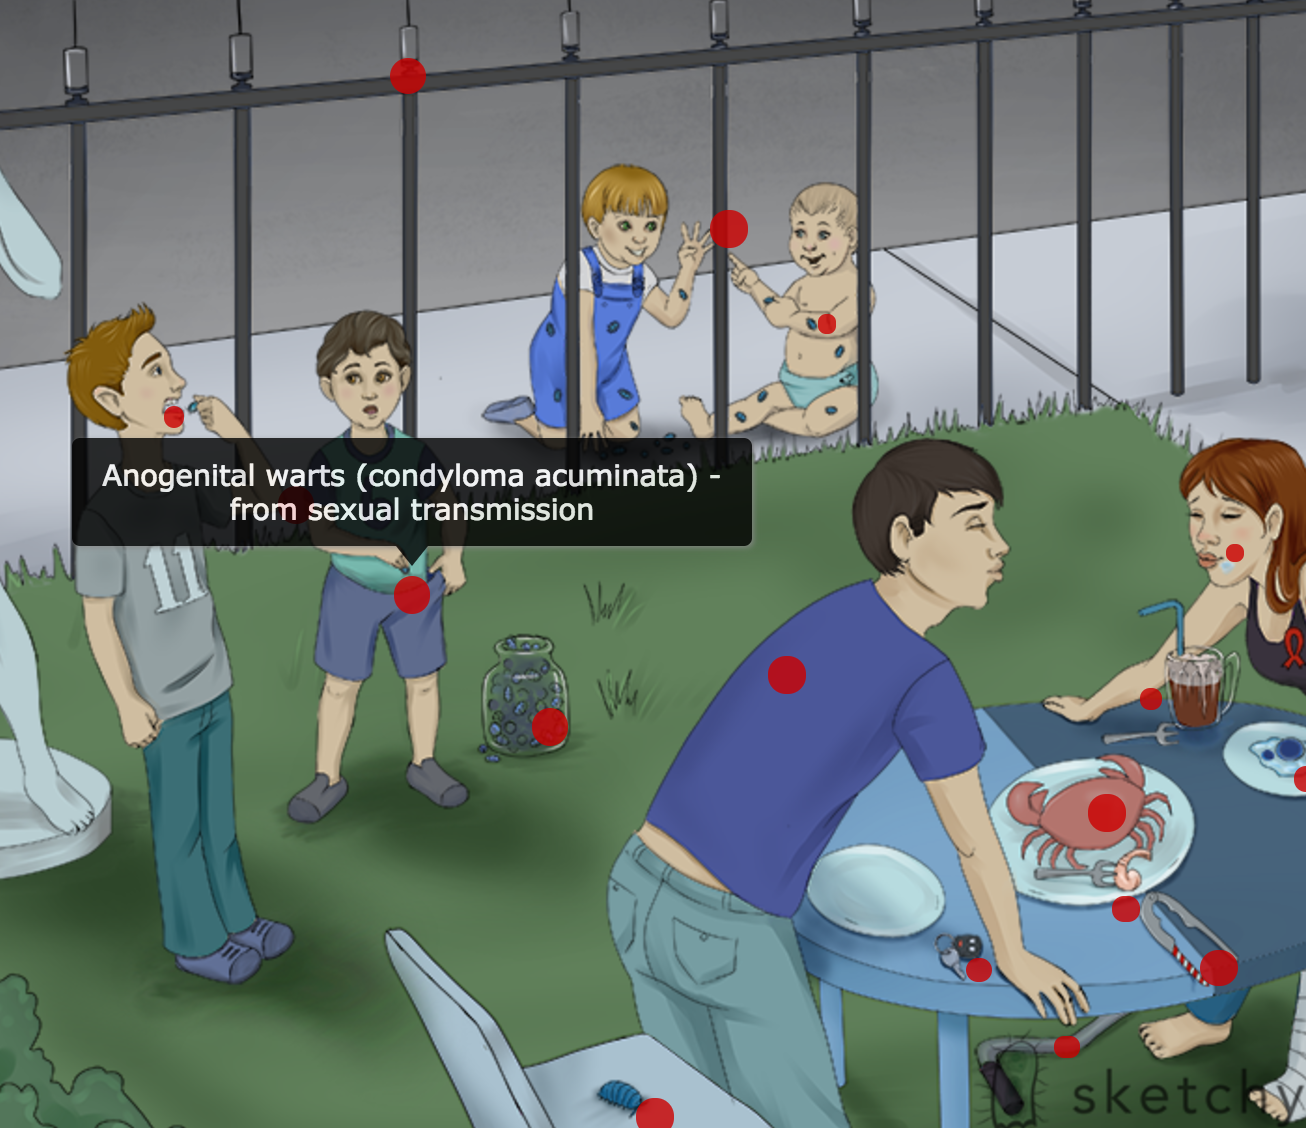 Anogenital warts (condyloma acuminata) -
from sexual transmission
11
sketchy